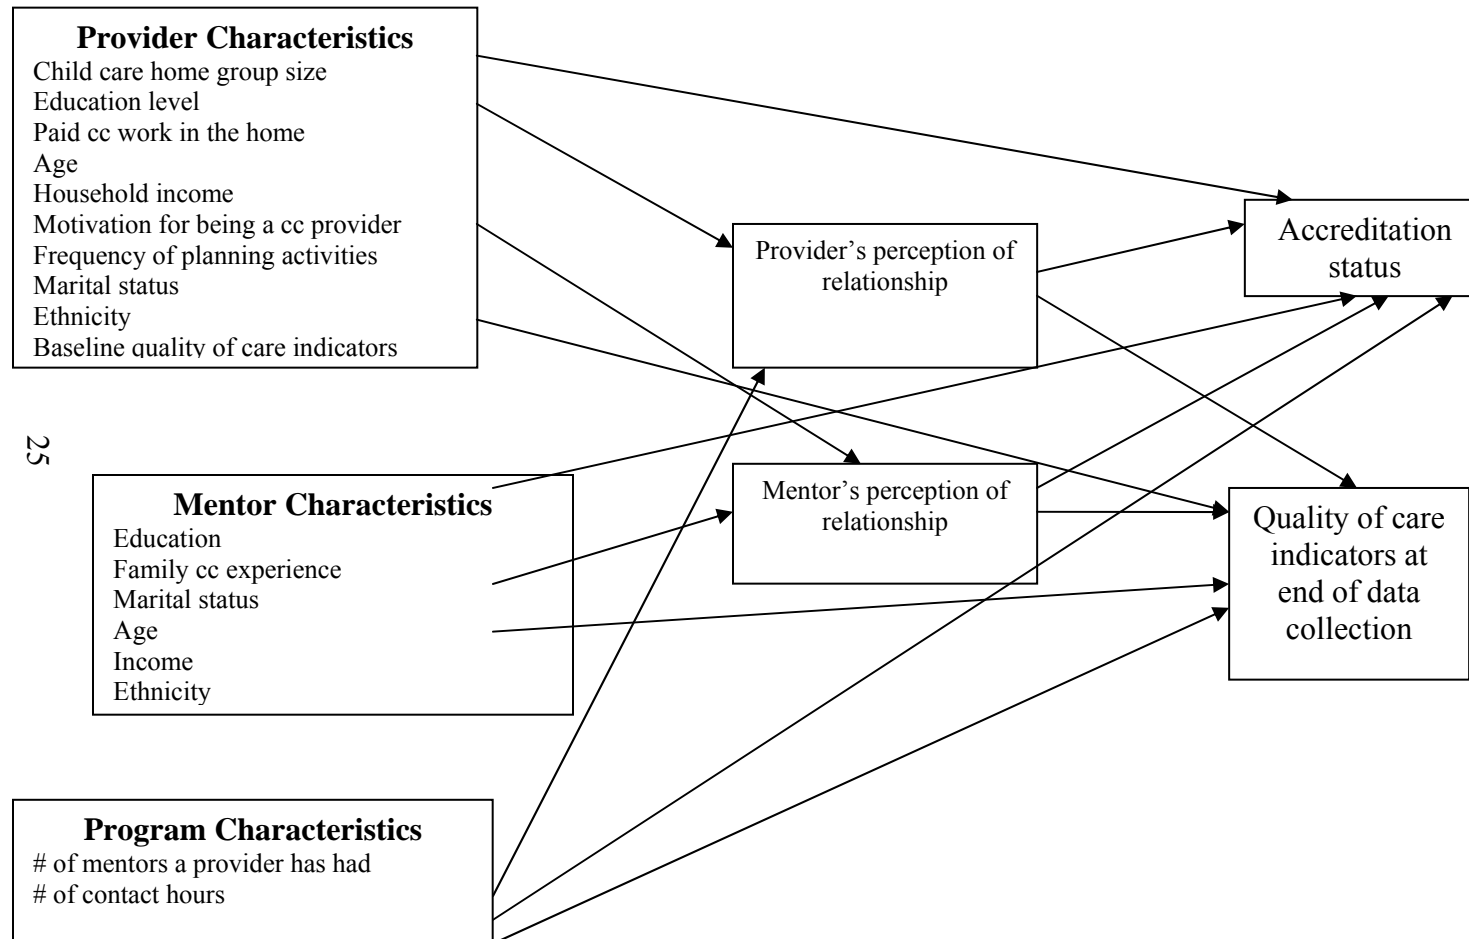 Provider Characteristics
Child care home group size
Education level
Paid cc work in the home
Age
Household income
Motivation for being a cc provider
Frequency of planning activities
Marital status
Ethnicity
Baseline quality of care indicators
Provider’s perception of
relationship
Accreditation
status
25
Mentor Characteristics
Education
Family cc experience
Marital status
Age
Income
Ethnicity
Mentor’s perception of
relationship
Quality of care
indicators at
end of data
collection
Program Characteristics
# of mentors a provider has had
# of contact hours